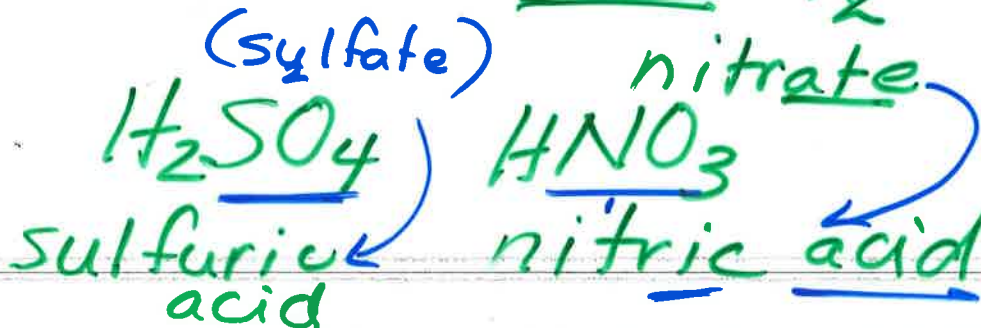 (sulfate)
nitrate
H₂SO₄ HNO₃
sulfuric nitric acid
acid